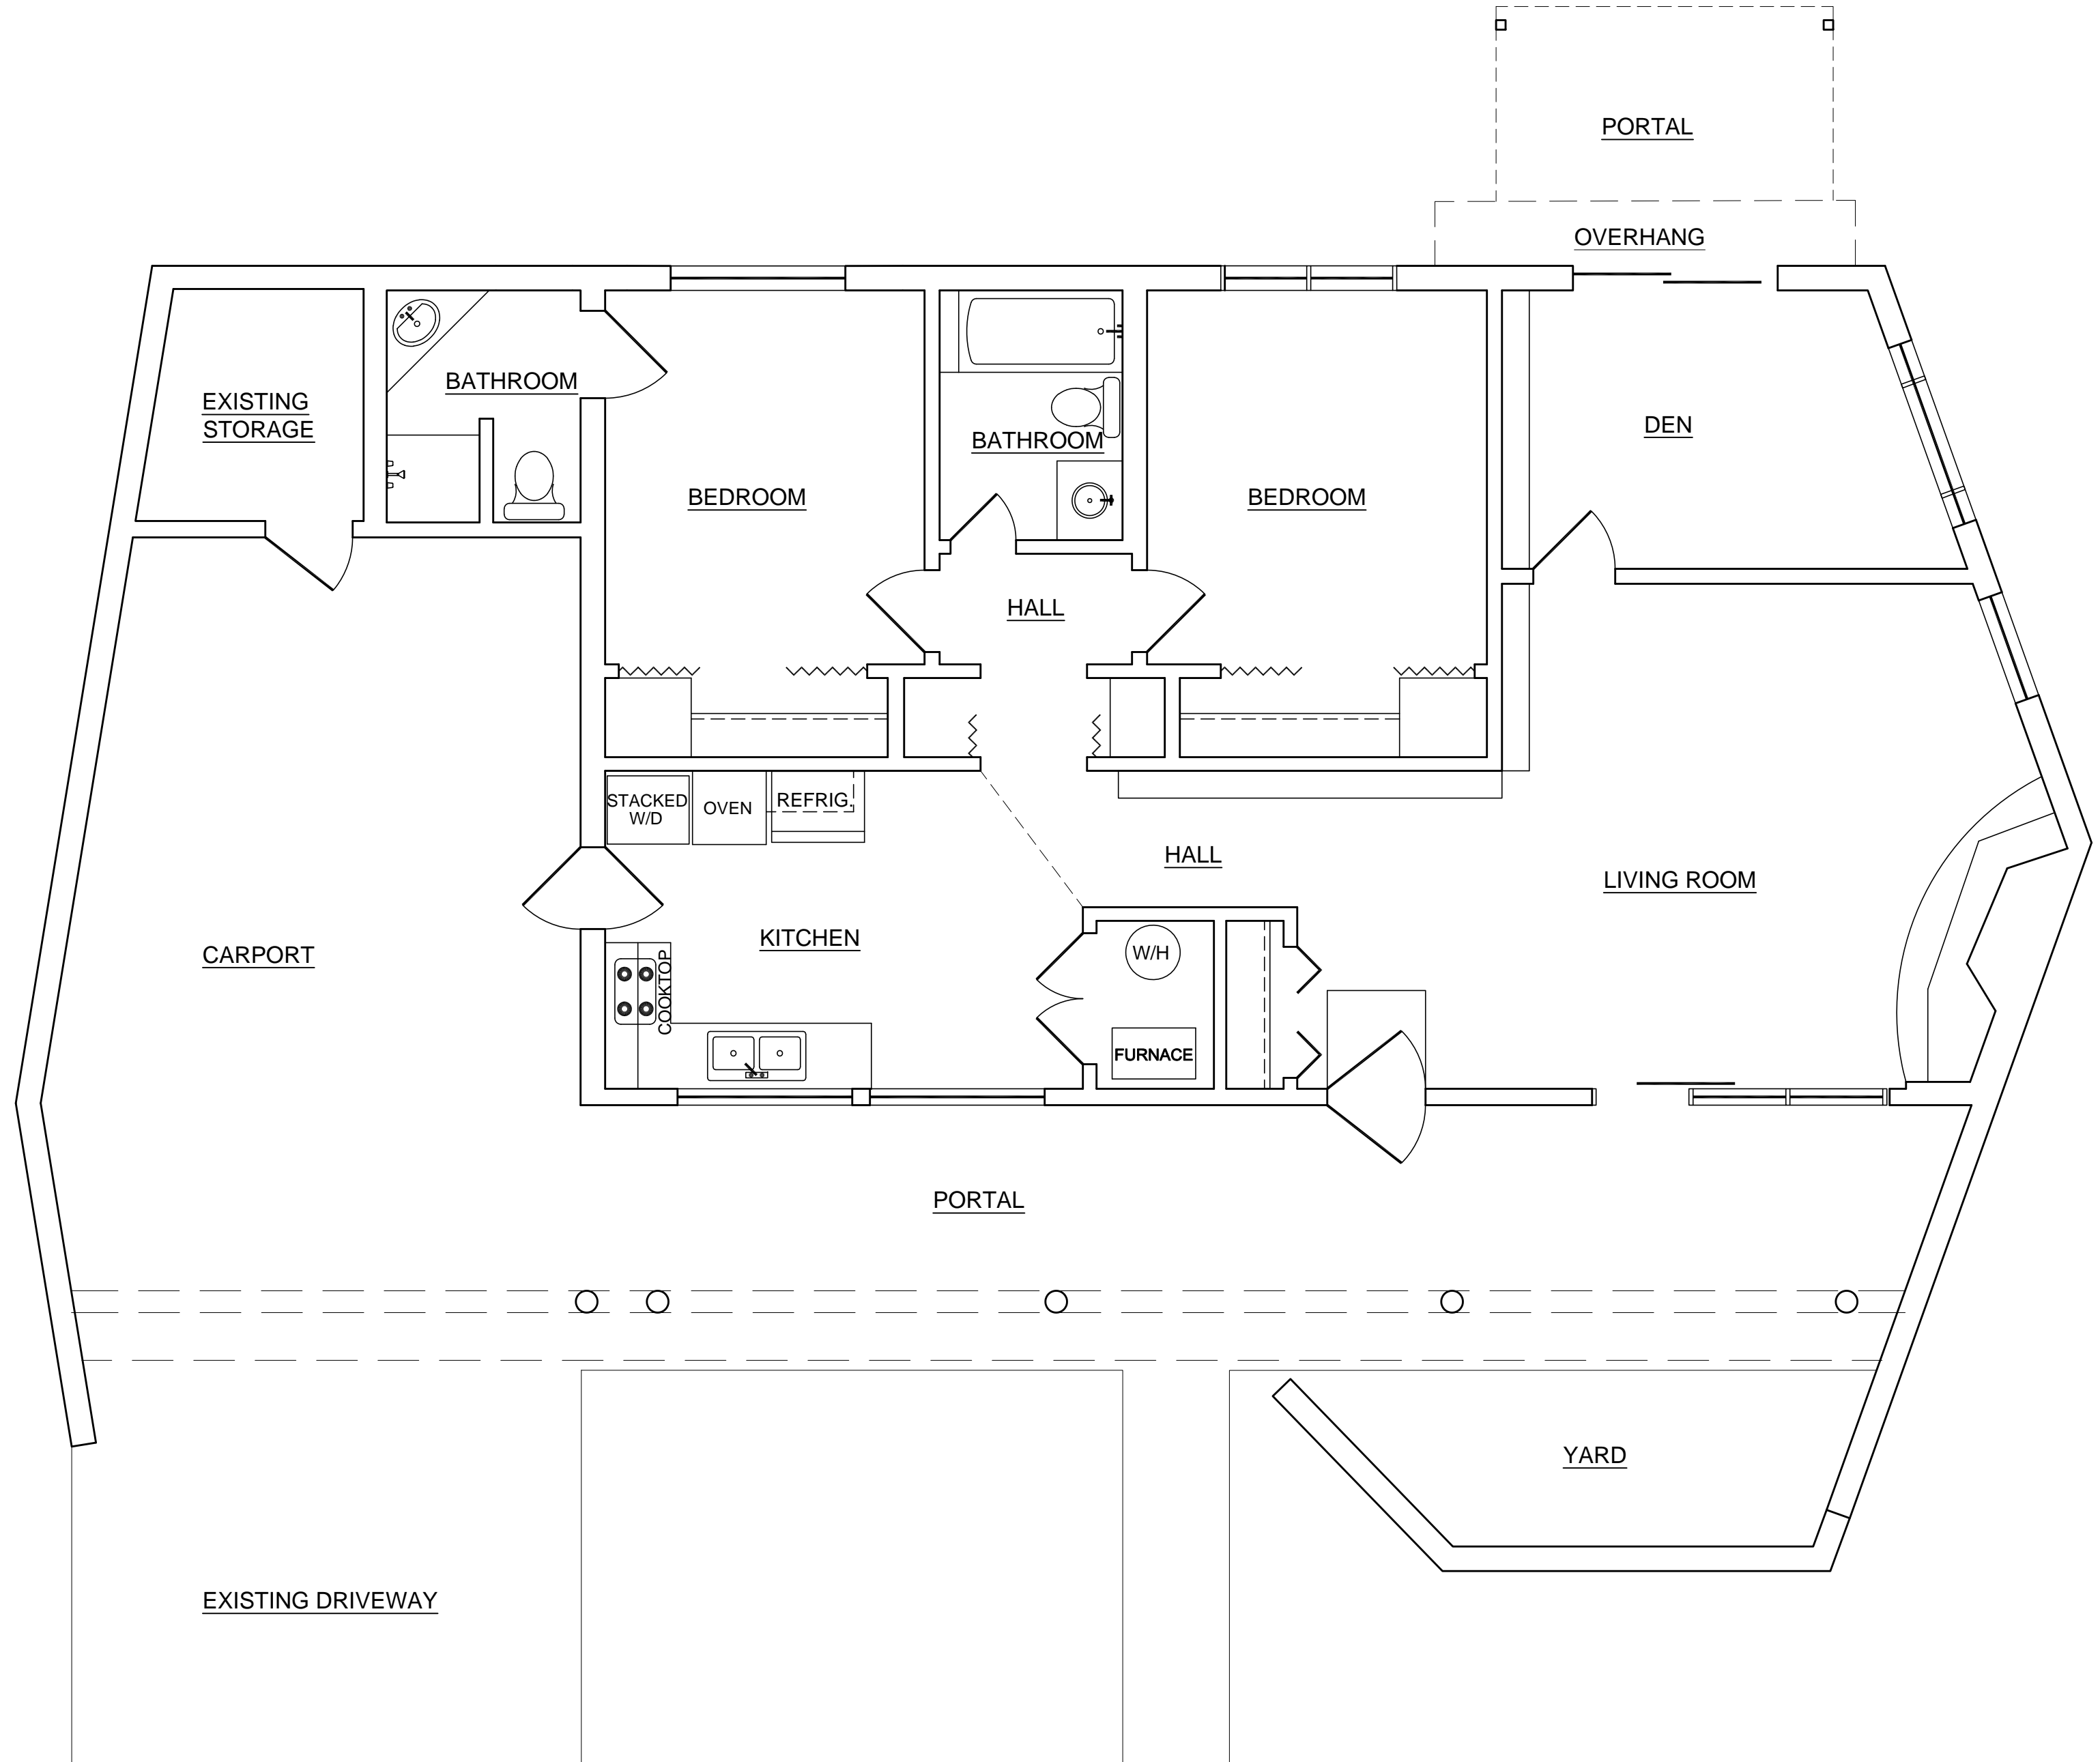 PORTAL
OVERHANG
BATHROOM
EXISTING
STORAGE
DEN
BATHROOM
BEDROOM
BEDROOM
HALL
STACKED
W/D
OVEN
REFRIG.
HALL
LIVING ROOM
KITCHEN
CARPORT
W/H
COOKTOP
FURNACE
PORTAL
YARD
EXISTING DRIVEWAY